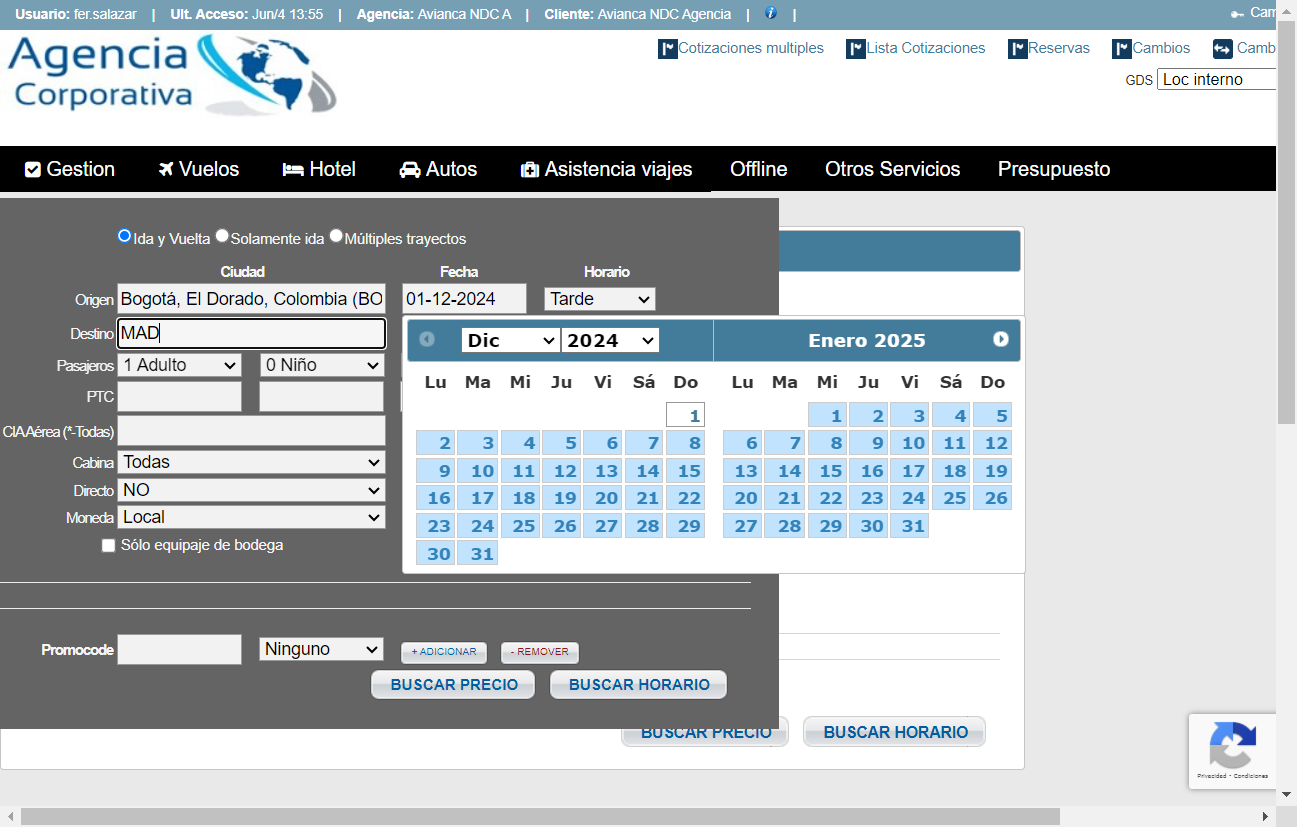 Usuario: fer.salazar | Ult. Acceso: Jun/4 13:55 | Agencia: Avianca NDC A | Cliente: Avianca NDC Agencia | i | Cam
Agencia
Corporativa
Cotizaciones multiples Lista Cotizaciones Reservas Cambios Camb
GDS Loc interno
Gestion Vuelos Hotel Autos Asistencia viajes Offline Otros Servicios Presupuesto
Ida y Vuelta Solamente ida Múltiples trayectos
Ciudad Fecha Horario
Origen Bogotá, El Dorado, Colombia (BO 01-12-2024 Tarde
Destino MAD
Pasajeros 1 Adulto 0 Niño
PTC
CIA Aérea (*-Todas)
Cabina Todas
Directo NO
Moneda Local
Sólo equipaje de bodega
Dic 2024 Enero 2025
Lu Ma Mi Ju Vi Sá Do Lu Ma Mi Ju Vi Sá Do
1 1 2 3 4 5
2 3 4 5 6 7 8 6 7 8 9 10 11 12
9 10 11 12 13 14 15 13 14 15 16 17 18 19
16 17 18 19 20 21 22 20 21 22 23 24 25 26
23 24 25 26 27 28 29 27 28 29 30 31
30 31
Promocode Ninguno + ADICIONAR - REMOVER
BUSCAR PRECIO BUSCAR HORARIO
BUSCAR PRECIO BUSCAR HORARIO
Privacidad - Condiciones